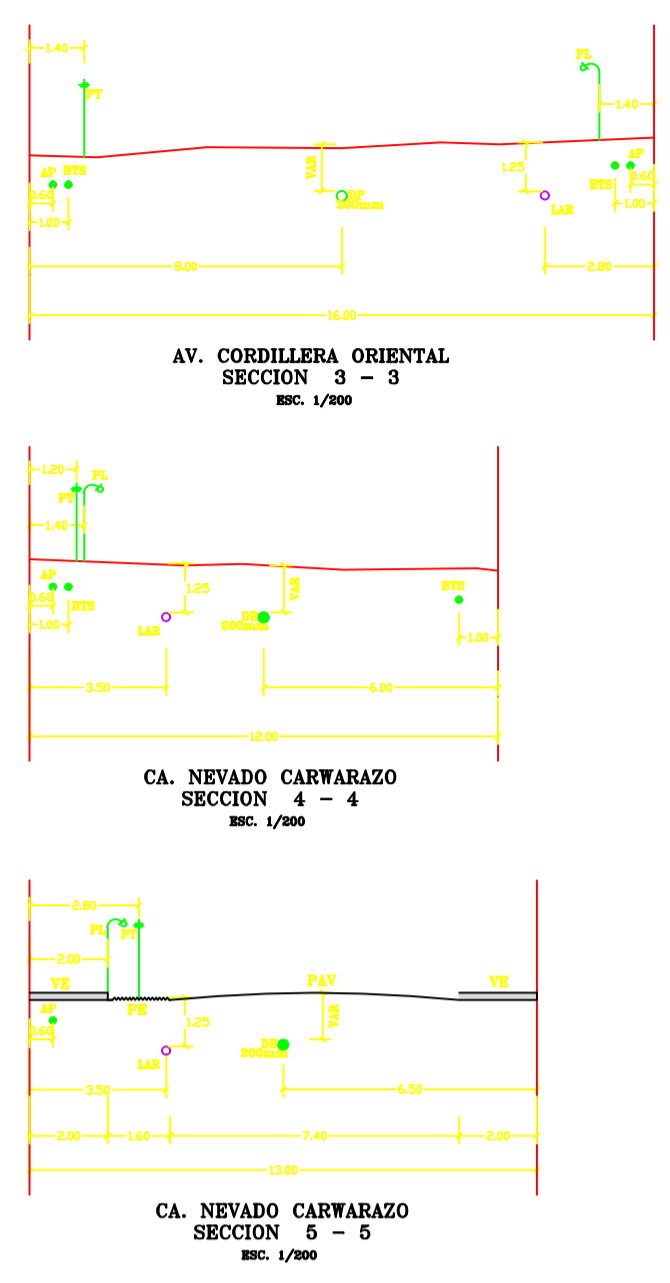 1.40
PL
PT
1.40
VAR
1.25
AP BTS
AP
0.60
BTS
0.60
DP
200mm
1.00
1.00
LAR
8.00
2.80
16.00
AV. CORDILLERA ORIENTAL
SECCION 3 - 3
ESC. 1/200
1.20
PL
PT
1.40
AP
1.25
VAR
BTS
0.60
BTS
DE
200mm
1.00
LAR
1.00
3.50
6.00
12.00
CA. NEVADO CARWARAZO
SECCION 4 - 4
ESC. 1/200
2.80
PL
PT
2.00
VE
PAV
VE
AP
PE
VAR
0.60
1.25
DE
200mm
LAR
3.50
6.50
2.00
1.60
7.40
2.00
13.00
CA. NEVADO CARWARAZO
SECCION 5 - 5
ESC. 1/200